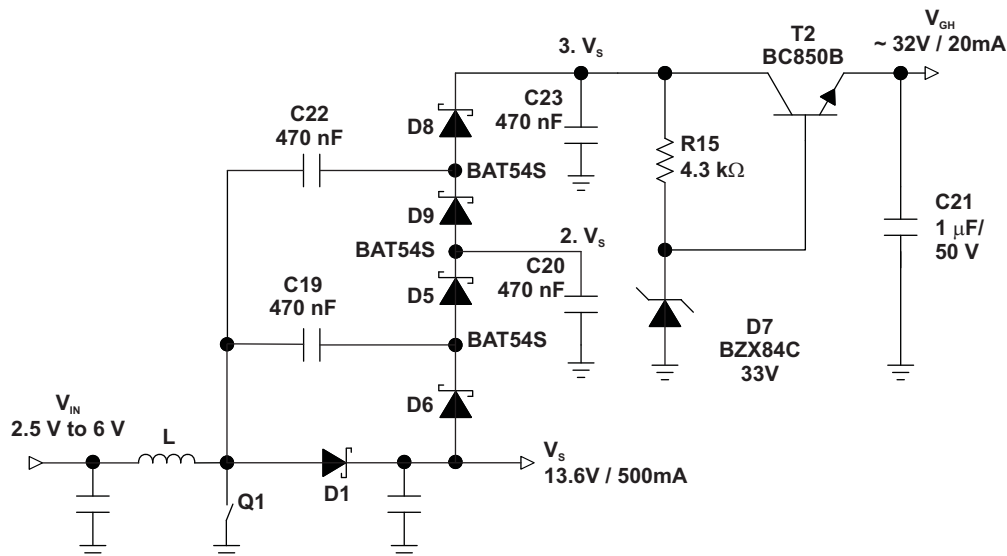 T2
BC850B
V_GH
~ 32V / 20mA
3. V_S
C22
470 nF
D8
C23
470 nF
BAT54S
R15
4.3 kΩ
D9
C21
1 μF/
50 V
BAT54S
2. V_S
C19
470 nF
D5
C20
470 nF
BAT54S
D7
BZX84C
33V
D6
V_IN
2.5 V to 6 V
L
V_S
13.6V / 500mA
D1
Q1